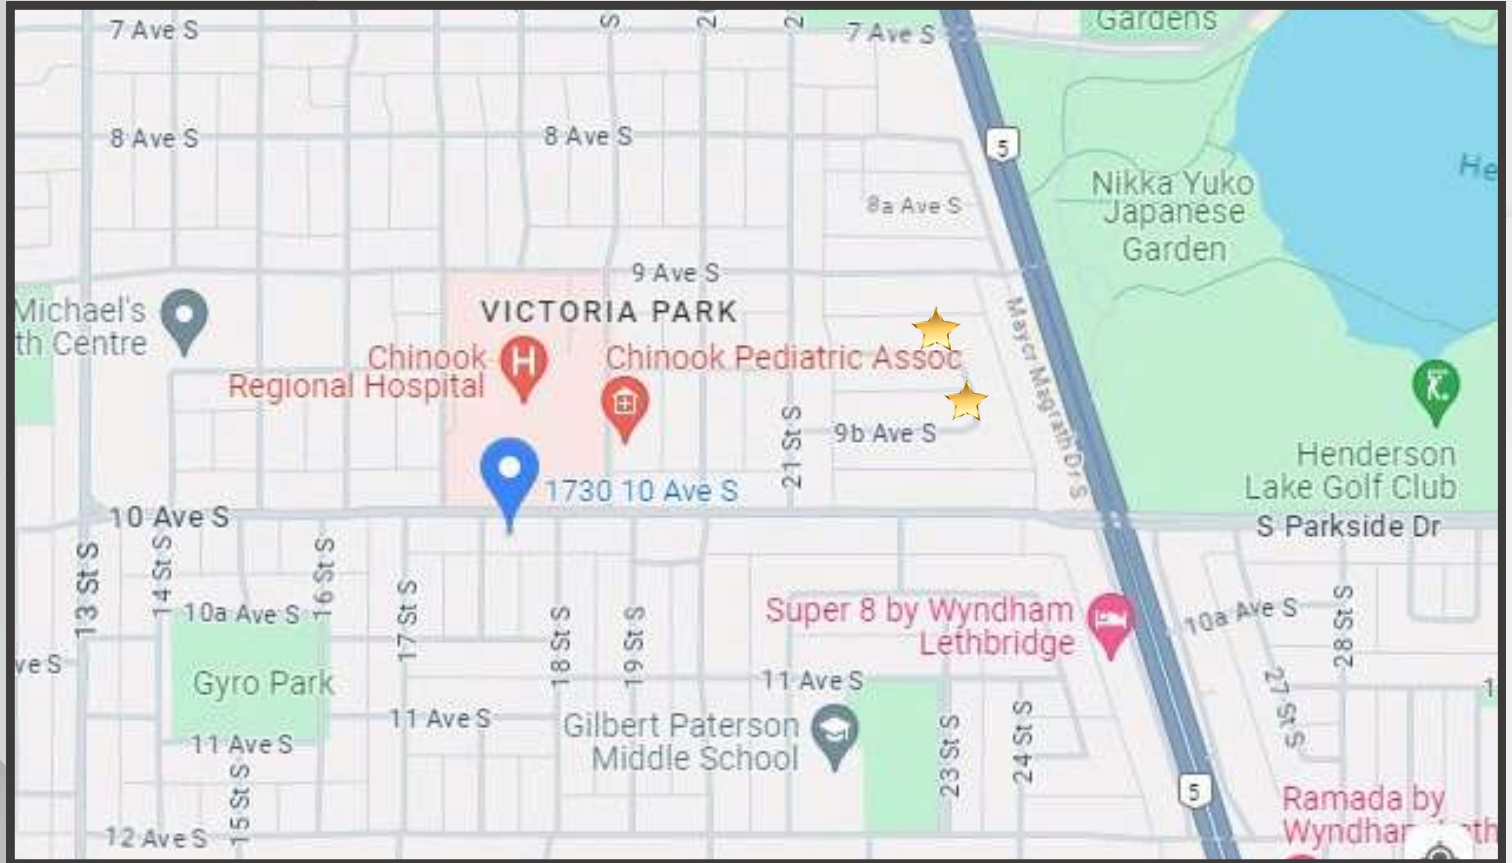 Gardens
7 Ave S
7 Ave S
S
8 Ave S
8 Ave S
5
Nikka Yuko
Japanese
Garden
He
8a Ave S
9 Ave S
VICTORIA PARK
Michael's
th Centre
Chinook
Regional Hospital
H
Chinook Pediatric Assoc
Magrath Dr S
21 St S
9b Ave S
Henderson
Lake Golf Club
1730 10 Ave S
10 Ave S
S Parkside Dr
13 St S
14 St S
16 St S
17 St S
18 St S
19 St S
10a Ave S
Super 8 by Wyndham
Lethbridge
10a Ave S
28 St S
27 St S
ve S
Gyro Park
11 Ave S
11 Ave S
11 Ave S
Gilbert Paterson
Middle School
23 St S
24 St S
15 St S
5
1
Ramada by
12 Ave S